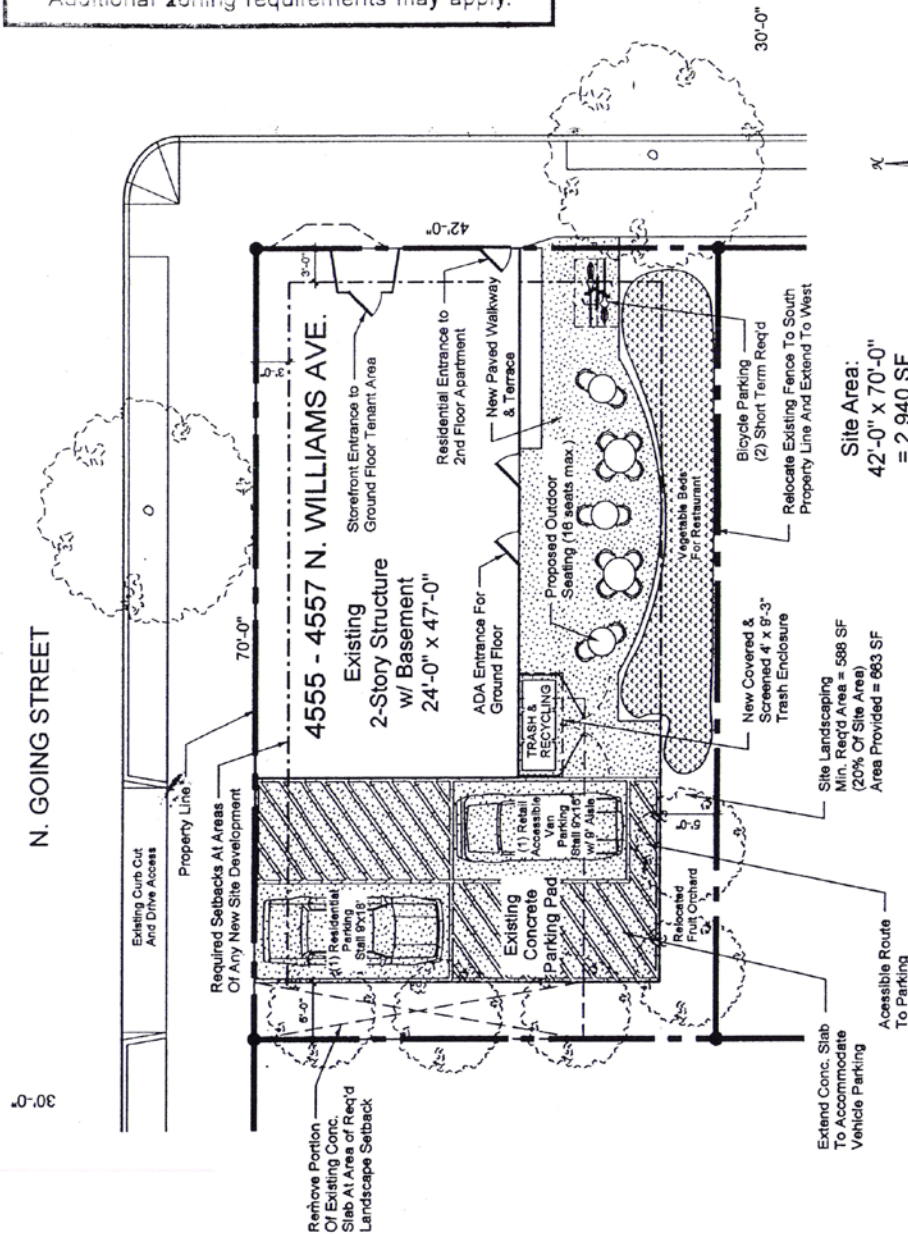 Additional zoning requirements may apply.
30'-0"
N. GOING STREET
30'-0"
Existing Curb Cut
And Drive Access
Property Line
70'-0"
Required Setbacks At Areas
Of Any New Site Development
3'-0"
3'-0"
42'-0"
4555 - 4557 N. WILLIAMS AVE.
Existing
2-Story Structure
w/ Basement
24'-0" x 47'-0"
Storefront Entrance to
Ground Floor Tenant Area
Residential Entrance to
2nd Floor Apartment
New Paved Walkway
& Terrace
ADA Entrance For
Ground Floor
Proposed Outdoor
Seating (16 seats max.)
TRASH &
RECYCLING
Vegetable Beds
For Restaurant
(1) Residential
Parking
Stall 9'x16'
(1) Retail
Accessible
Van
Parking
Stall 9'x16'
w/ 9' Aisle
Existing
Concrete
Parking Pad
6'-0"
5'-0"
Relocated
Fruit Orchard
Remove Portion
Of Existing Conc.
Slab At Area of Req'd
Landscape Setback
Extend Conc. Slab
To Accommodate
Vehicle Parking
Acessible Route
To Parking
Site Landscaping
Min. Req'd Area = 588 SF
(20% Of Site Area)
Area Provided = 663 SF
New Covered &
Screened 4' x 9'-3"
Trash Enclosure
Bicycle Parking
(2) Short Term Req'd
Relocate Existing Fence To South
Property Line And Extend To West
Site Area:
42'-0" x 70'-0"
= 2,940 SF
N